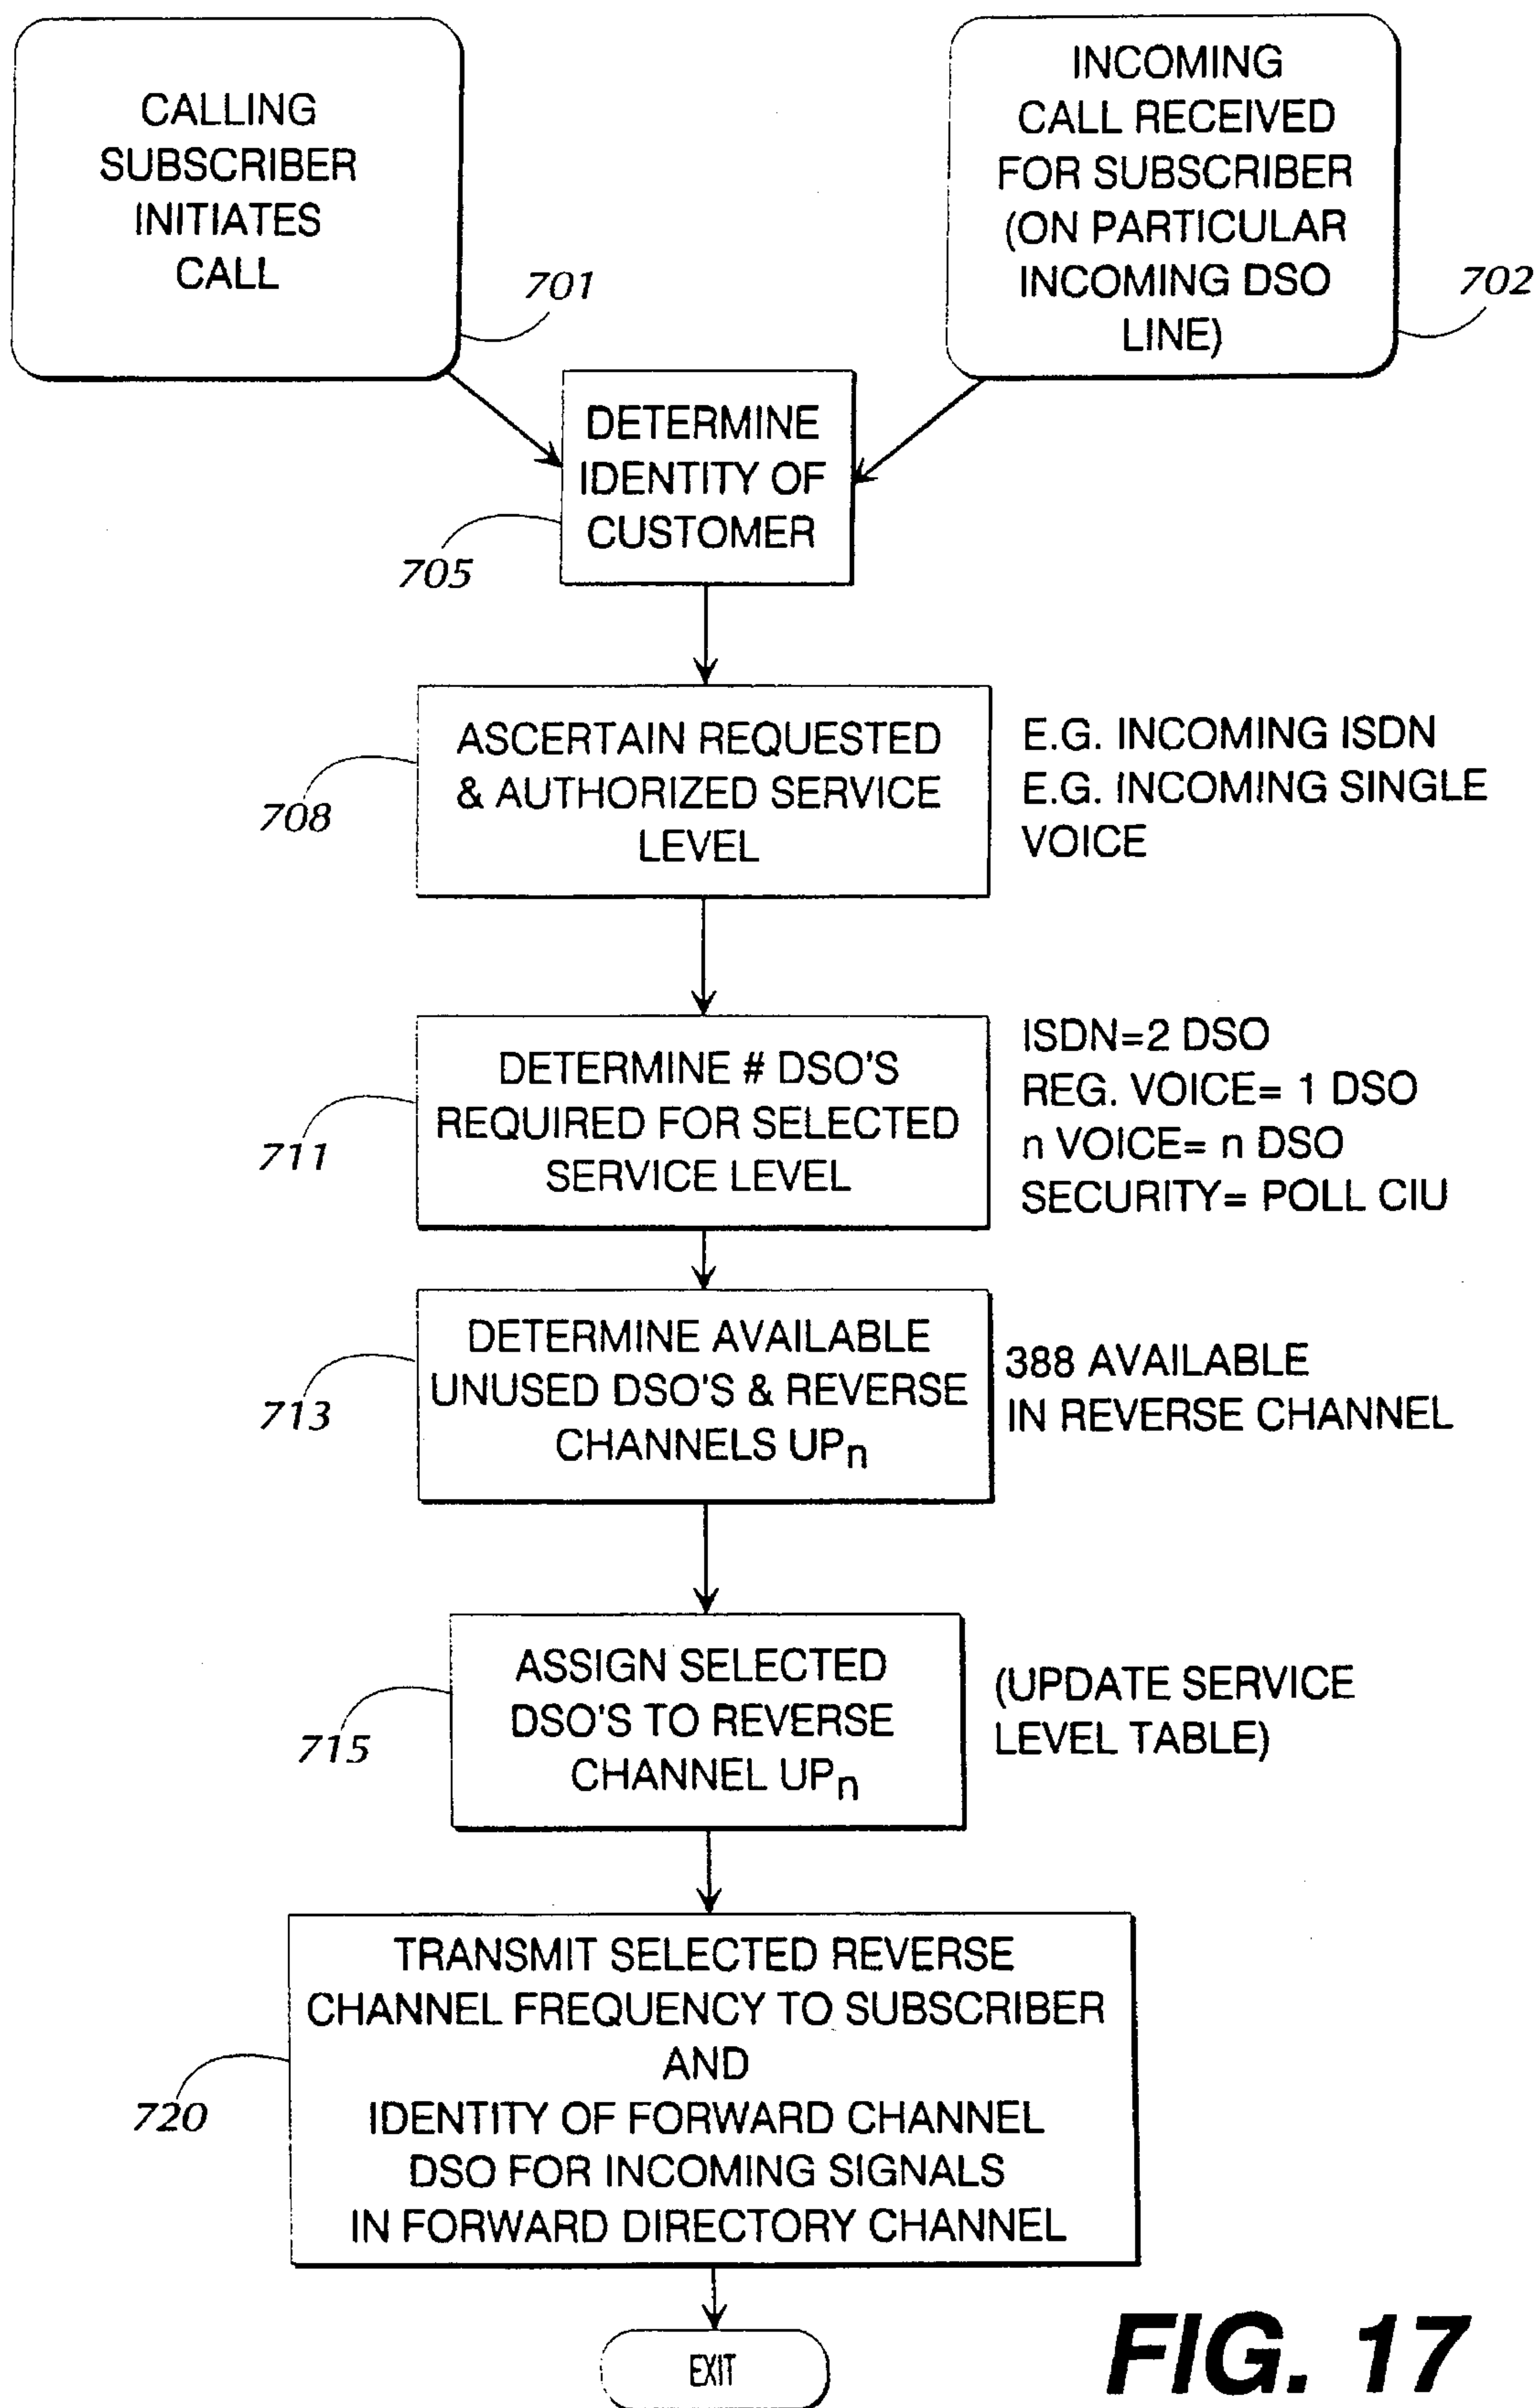 CALLING
SUBSCRIBER
INITIATES
CALL
701
INCOMING
CALL RECEIVED
FOR SUBSCRIBER
(ON PARTICULAR
INCOMING DSO
LINE)
702
DETERMINE
IDENTITY OF
CUSTOMER
705
ASCERTAIN REQUESTED
& AUTHORIZED SERVICE
LEVEL
708
E.G. INCOMING ISDN
E.G. INCOMING SINGLE
VOICE
DETERMINE # DSO'S
REQUIRED FOR SELECTED
SERVICE LEVEL
711
ISDN=2 DSO
REG. VOICE= 1 DSO
n VOICE= n DSO
SECURITY= POLL CIU
DETERMINE AVAILABLE
UNUSED DSO'S & REVERSE
CHANNELS UPn
713
388 AVAILABLE
IN REVERSE CHANNEL
ASSIGN SELECTED
DSO'S TO REVERSE
CHANNEL UPn
715
(UPDATE SERVICE
LEVEL TABLE)
TRANSMIT SELECTED REVERSE
CHANNEL FREQUENCY TO SUBSCRIBER
AND
IDENTITY OF FORWARD CHANNEL
DSO FOR INCOMING SIGNALS
IN FORWARD DIRECTORY CHANNEL
720
EXIT
FIG. 17